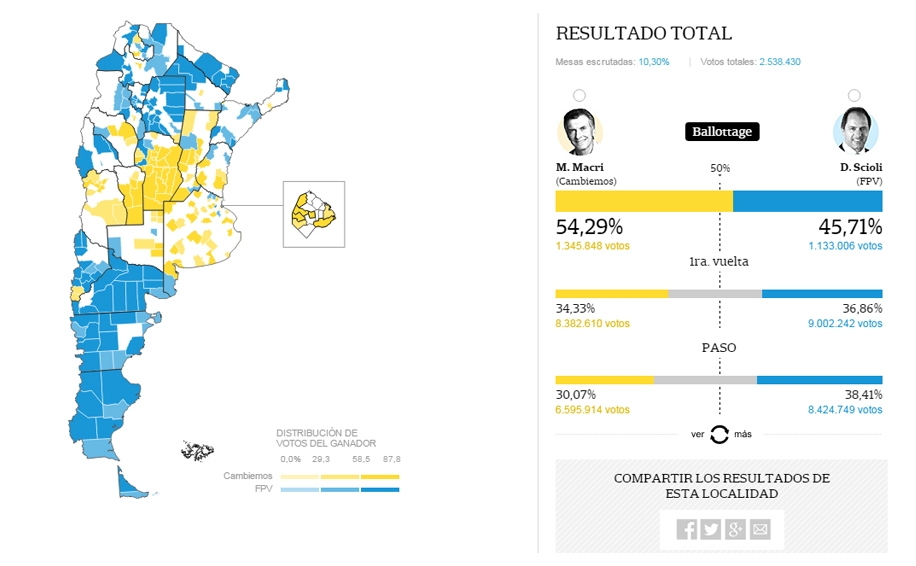 RESULTADO TOTAL
Mesas escrutadas: 10,30% | Votos totales: 2.538.430
Ballottage
M. Macri
(Cambiemos)
50%
D. Scioli
(FPV)
54,29%
1.345.848 votos
45,71%
1.133.006 votos
1ra. vuelta
34,33%
8.382.610 votos
36,86%
9.002.242 votos
PASO
30,07%
6.595.914 votos
38,41%
8.424.749 votos
ver más
COMPARTIR LOS RESULTADOS DE
ESTA LOCALIDAD
DISTRIBUCIÓN DE
VOTOS DEL GANADOR
0,0% 29,3 58,5 87,8
Cambiemos
FPV